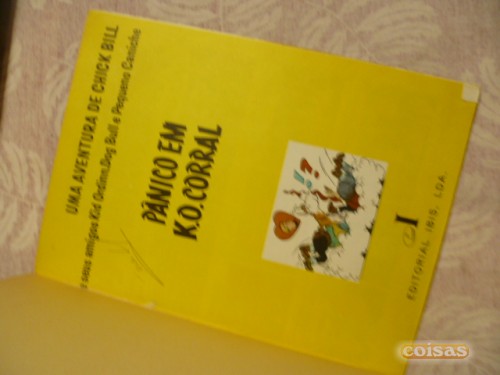 UMA AVENTURA DE CHICK BILL
e seus amigos Kid Ordinn, Dog Bull e Pequeno Caniche
PÂNICO EM
K.O. CORRAL
I
EDITORIAL IBIS, LDA.
coisas